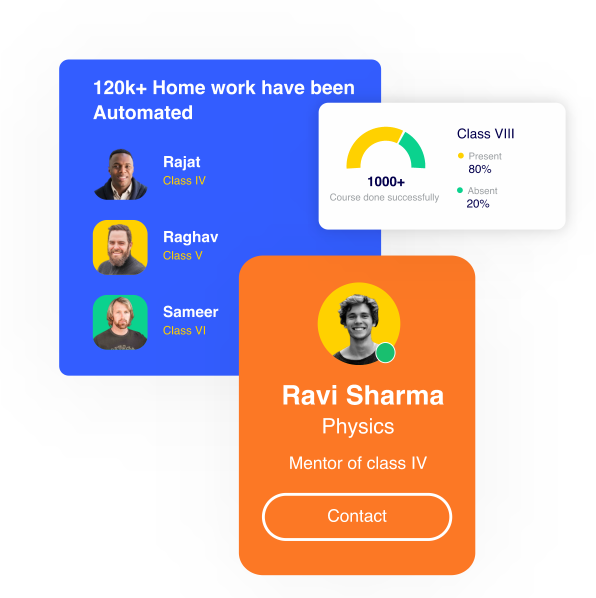 120k+ Home work have been
Automated
Rajat
Class IV
Raghav
Class V
Sameer
Class VI
Class VIII
Present
80%
Absent
20%
1000+
Course done successfully
Ravi Sharma
Physics
Mentor of class IV
Contact